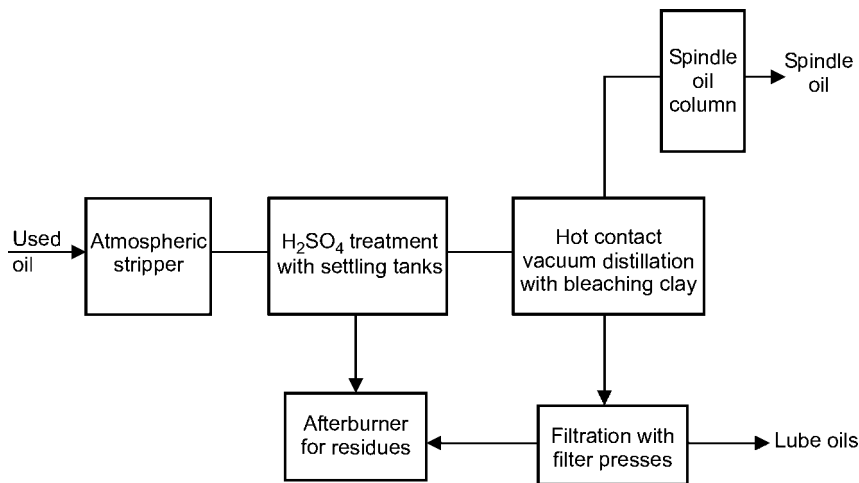 Spindle
oil
column
Spindle
oil
Used
oil
Atmospheric
stripper
H₂SO₄ treatment
with settling tanks
Hot contact
vacuum distillation
with bleaching clay
Afterburner
for residues
Filtration with
filter presses
Lube oils